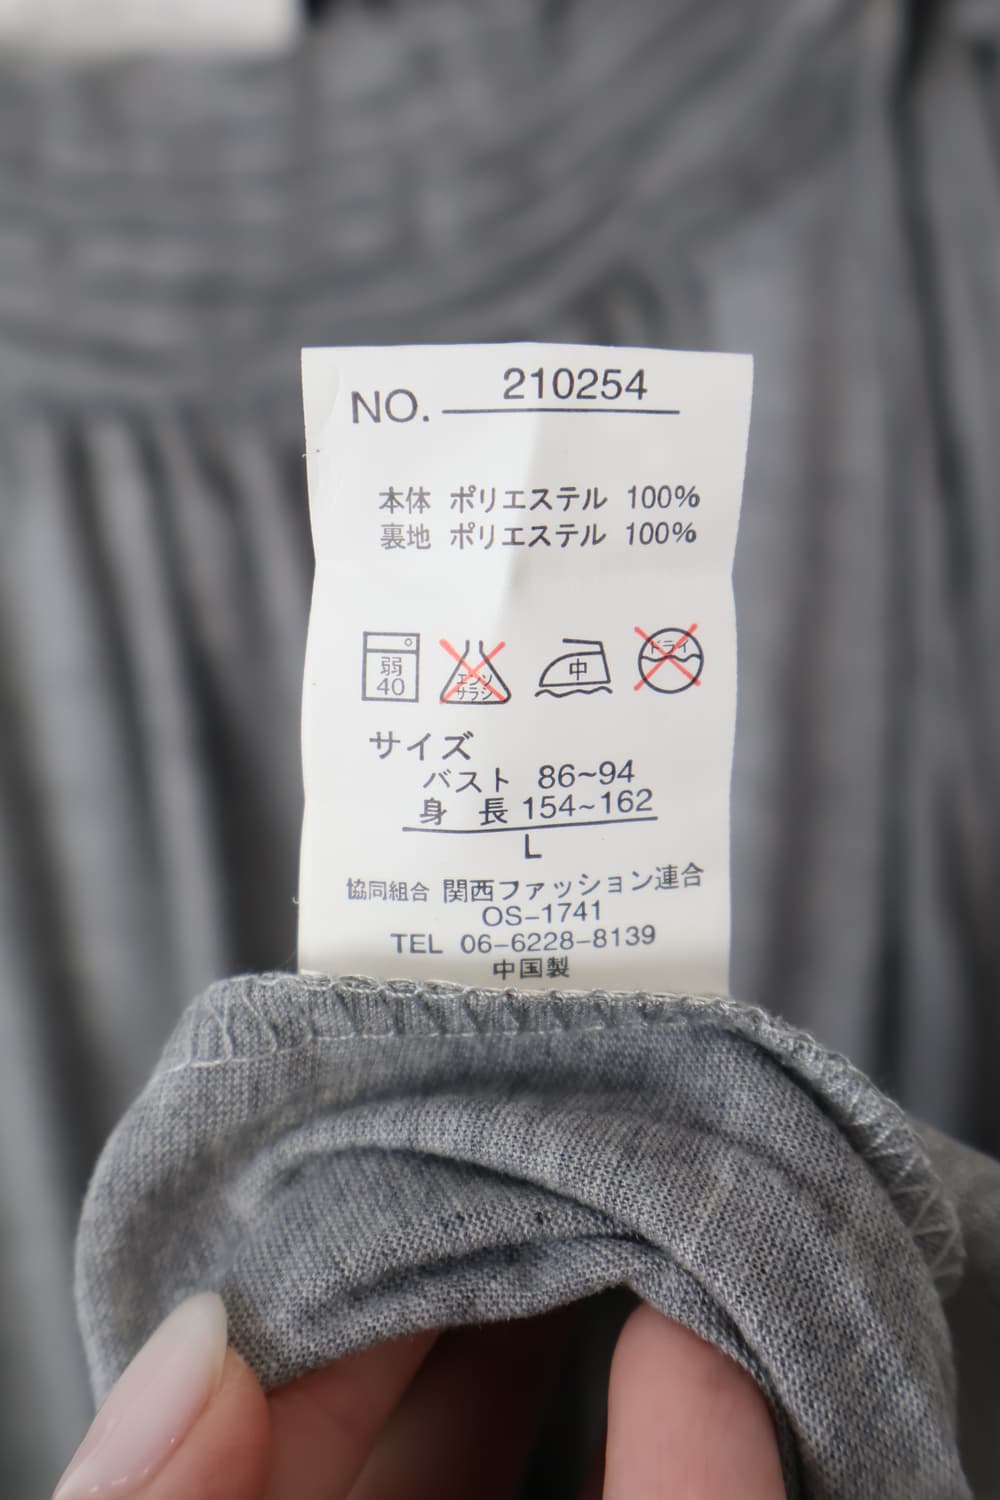 NO. 210254
本体 ポリエステル 100%
裏地 ポリエステル 100%
弱
40
エンソ
サラシ
中
ドライ
サイズ
バスト 86~94
身 長 154~162
L
協同組合 関西ファッション連合
OS-1741
TEL 06-6228-8139
中国製